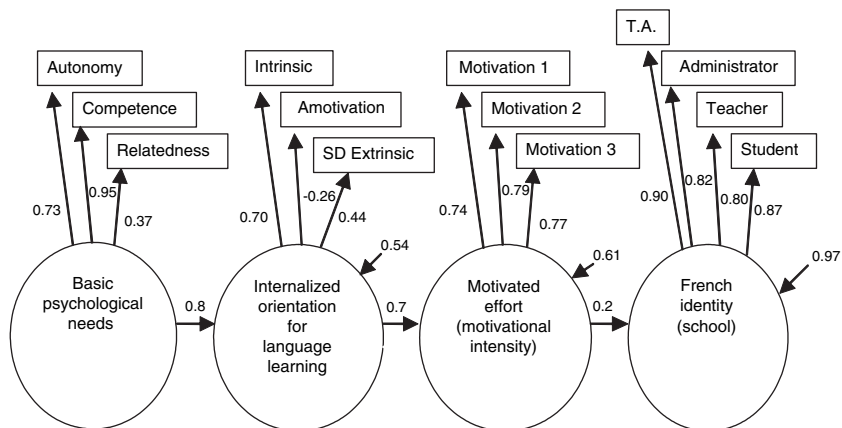 T.A.
Autonomy
Intrinsic
Motivation 1
Administrator
Competence
Amotivation
Motivation 2
Teacher
Relatedness
SD Extrinsic
Motivation 3
Student
0.73
0.95
0.37
0.70
-0.26
0.44
0.74
0.79
0.77
0.90
0.82
0.80
0.87
0.54
0.61
0.97
Basic
psychological
needs
0.8
Internalized
orientation
for
language
learning
0.7
Motivated
effort
(motivational
intensity)
0.2
French
identity
(school)